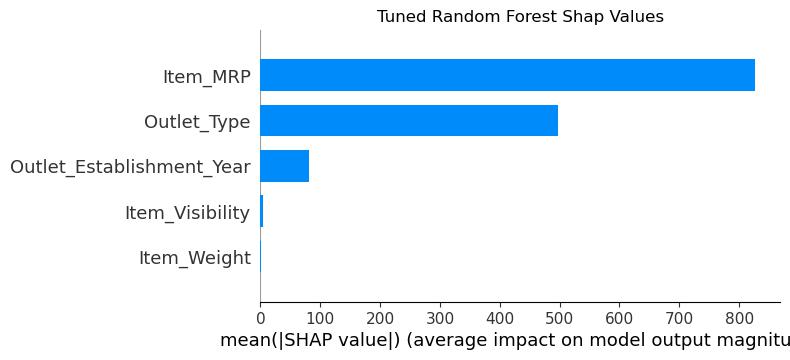 Tuned Random Forest Shap Values
Item_MRP
Outlet_Type
Outlet_Establishment_Year
Item_Visibility
Item_Weight
0 100 200 300 400 500 600 700 800
mean(|SHAP value|) (average impact on model output magnitu